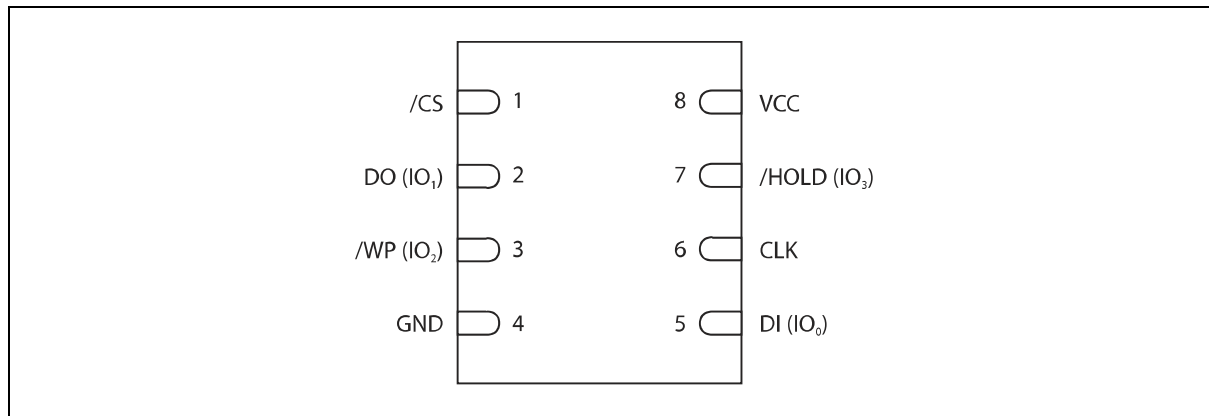 /CS 1 8 VCC
DO (IO₁) 2 7 /HOLD (IO₃)
/WP (IO₂) 3 6 CLK
GND 4 5 DI (IO₀)